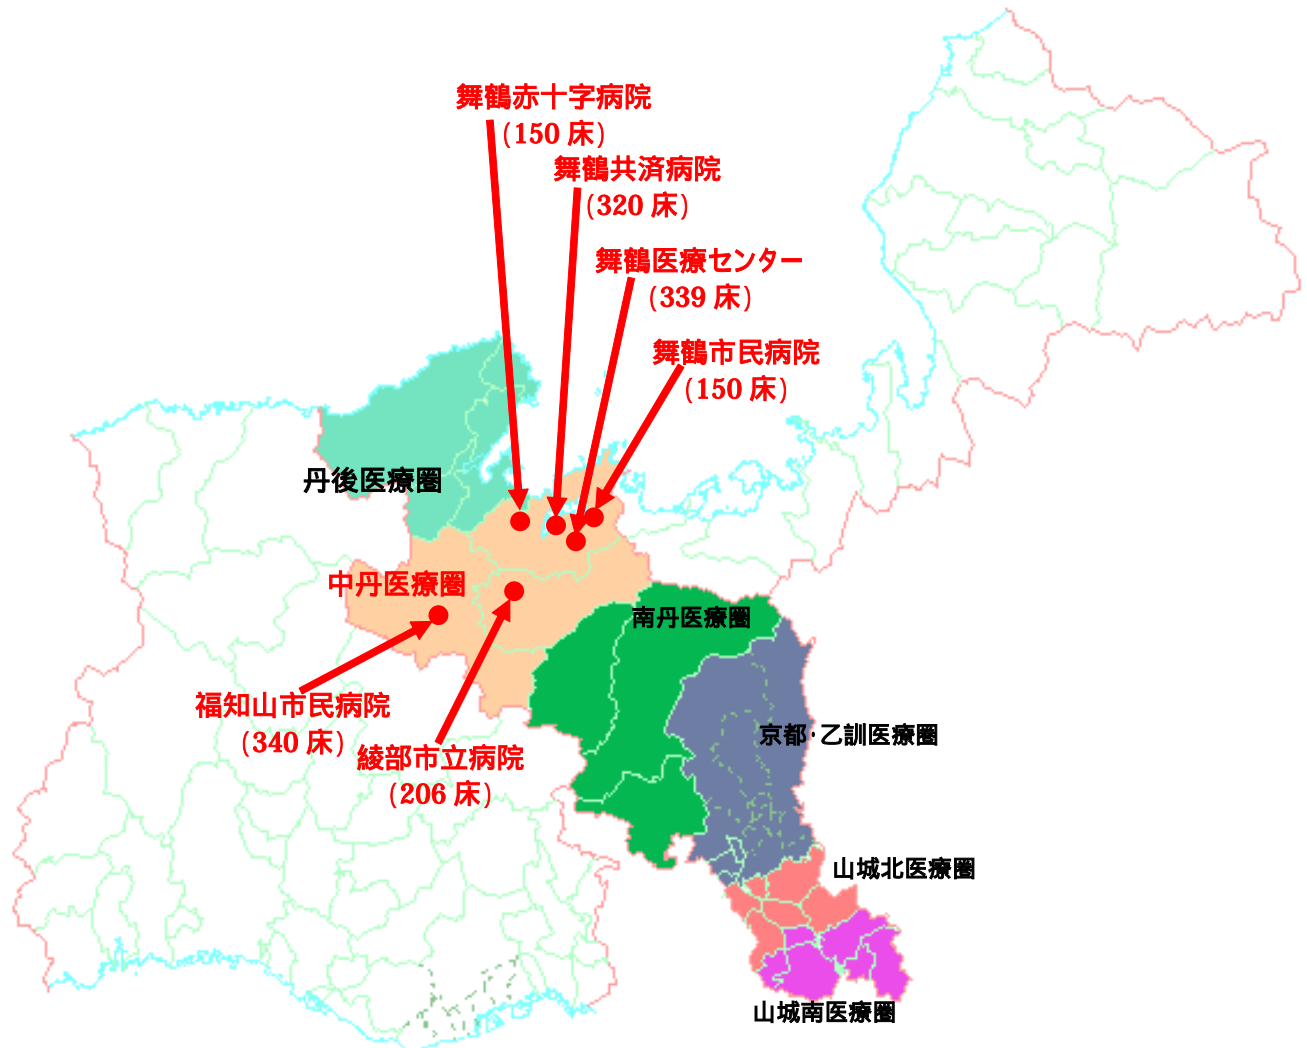 舞鶴赤十字病院
(150 床)
舞鶴共済病院
(320 床)
舞鶴医療センター
(339 床)
舞鶴市民病院
(150 床)
丹後医療圏
中丹医療圏
南丹医療圏
福知山市民病院
(340 床)
綾部市立病院
(206 床)
京都・乙訓医療圏
山城北医療圏
山城南医療圏